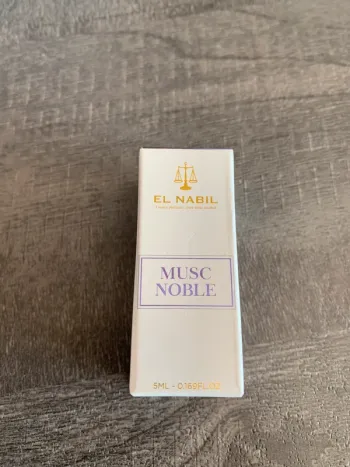 EL NABIL
MUSC
NOBLE
5ML - 0.169FL.OZ